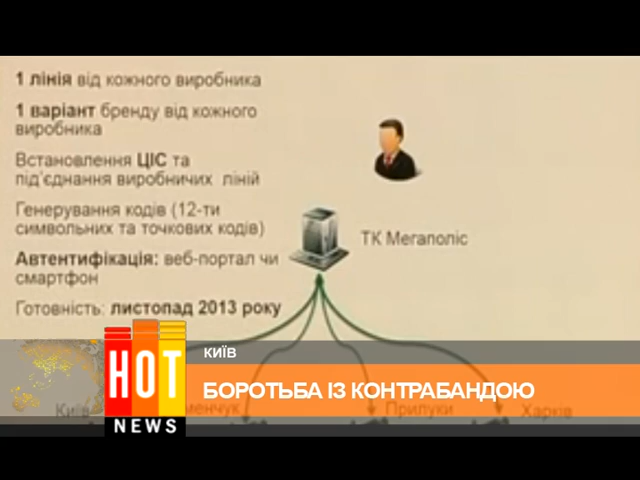 1 лінія від кожного виробника
1 варіант бренду від кожного
виробника
Встановлення ЦІС та
під'єднання виробничих ліній
Генерування кодів (12-ти
символьних та точкових кодів)
ТК Мегаполіс
Автентифікація: веб-портал чи
смартфон
Готовність: листопад 2013 року
HOT
NEWS
КИЇВ
БОРОТЬБА ІЗ КОНТРАБАНДОЮ
Київ
Прилуки
Харків